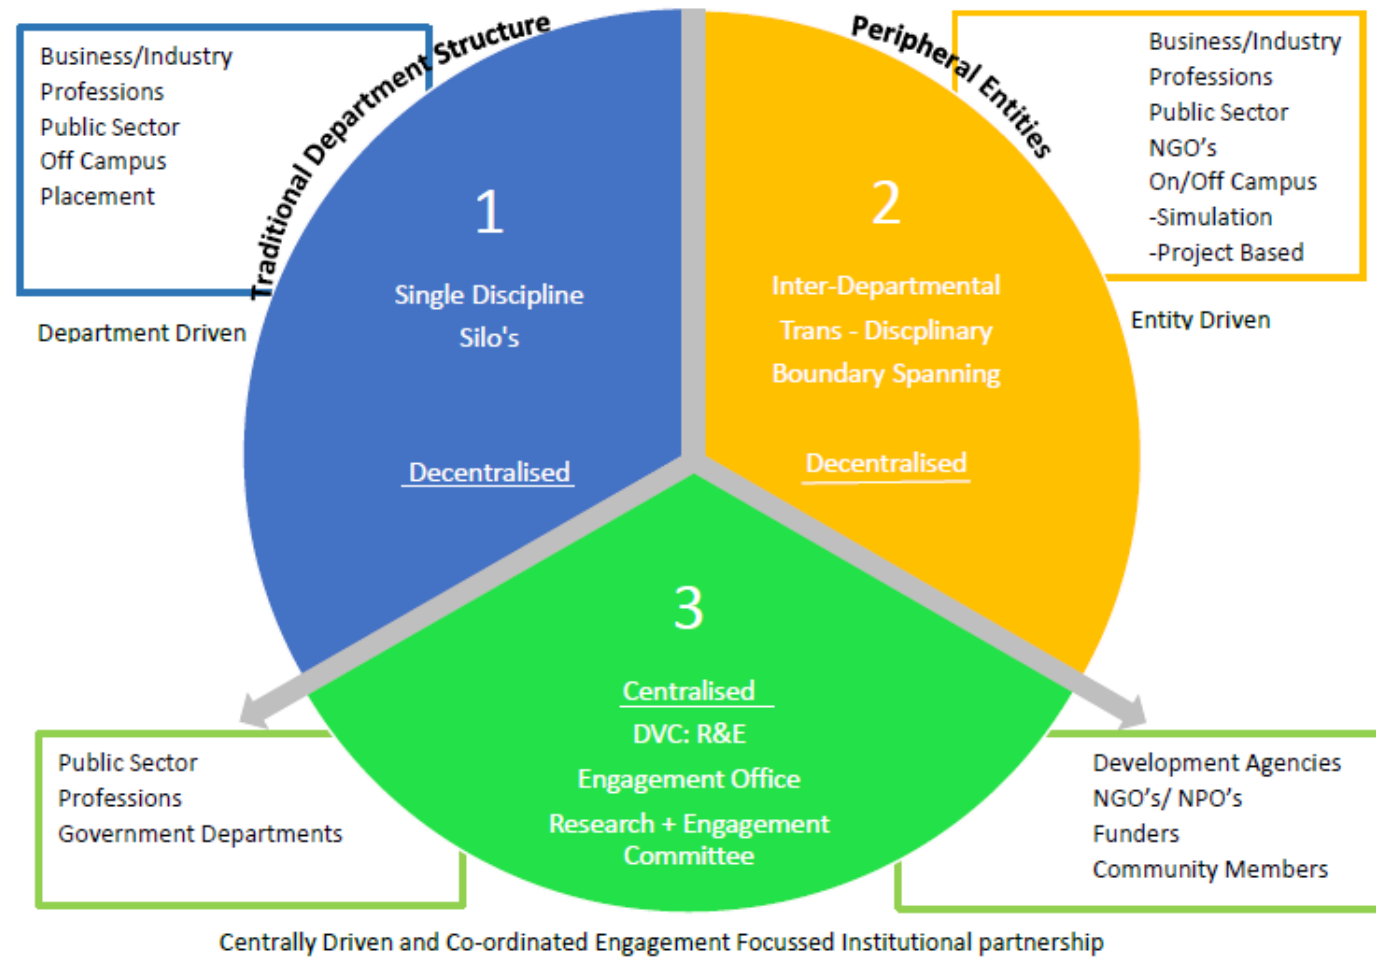 Traditional Department Structure
Peripheral Entities
Business/Industry
Professions
Public Sector
Off Campus
Placement
Department Driven
1
Single Discipline
Silo's
Decentralised
2
Inter-Departmental
Trans - Discplinary
Boundary Spanning
Decentralised
Business/Industry
Professions
Public Sector
NGO’s
On/Off Campus
-Simulation
-Project Based
Entity Driven
3
Centralised
DVC: R&E
Engagement Office
Research + Engagement
Committee
Public Sector
Professions
Government Departments
Development Agencies
NGO’s/ NPO’s
Funders
Community Members
Centrally Driven and Co-ordinated Engagement Focussed Institutional partnership